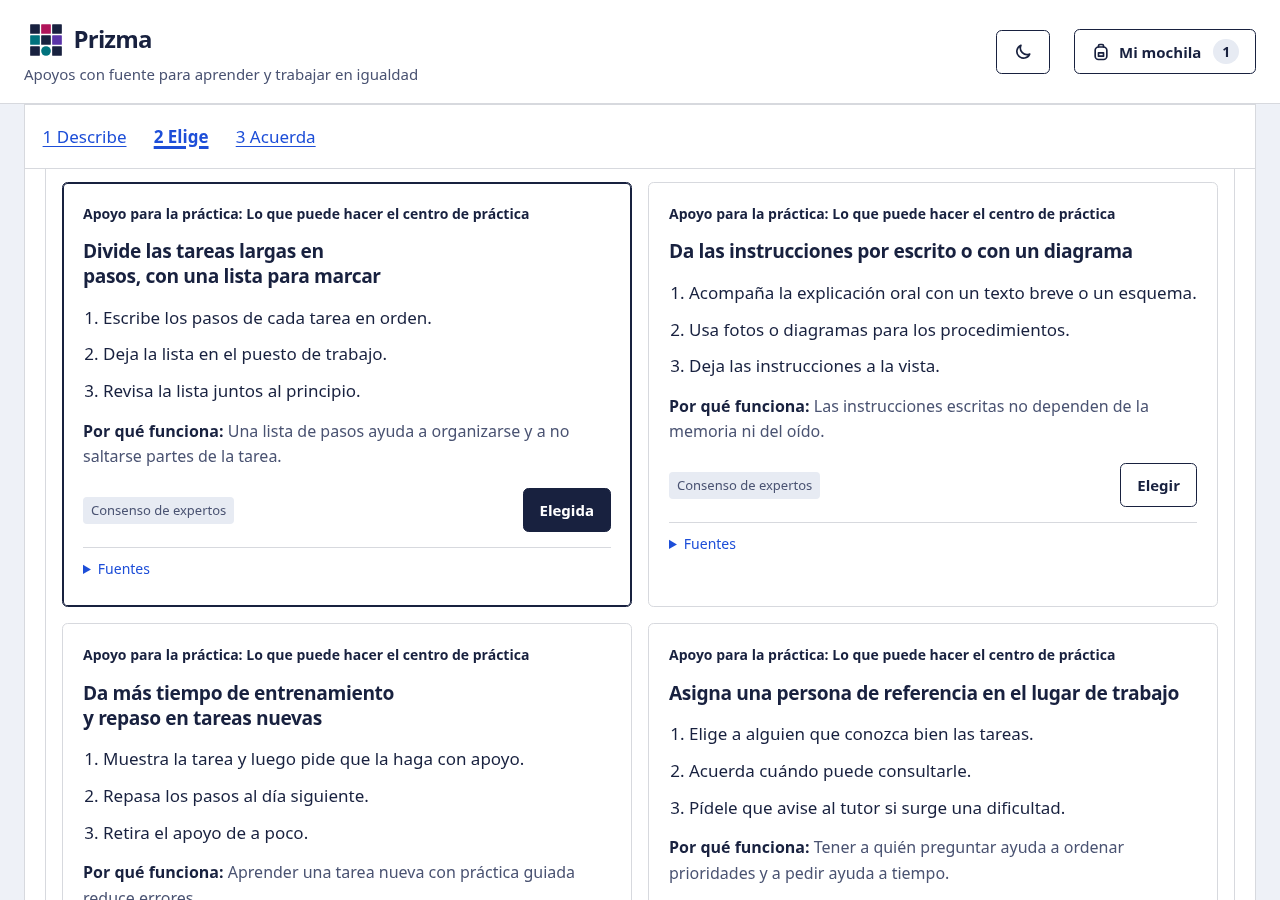 Prizma
Apoyos con fuente para aprender y trabajar en igualdad
Mi mochila 1
1 Describe 2 Elige 3 Acuerda
Apoyo para la práctica: Lo que puede hacer el centro de práctica
Divide las tareas largas en
pasos, con una lista para marcar
1. Escribe los pasos de cada tarea en orden.
2. Deja la lista en el puesto de trabajo.
3. Revisa la lista juntos al principio.
Por qué funciona: Una lista de pasos ayuda a organizarse y a no
saltarse partes de la tarea.
Consenso de expertos
Elegida
Fuentes
Apoyo para la práctica: Lo que puede hacer el centro de práctica
Da las instrucciones por escrito o con un diagrama
1. Acompaña la explicación oral con un texto breve o un esquema.
2. Usa fotos o diagramas para los procedimientos.
3. Deja las instrucciones a la vista.
Por qué funciona: Las instrucciones escritas no dependen de la
memoria ni del oído.
Consenso de expertos
Elegir
Fuentes
Apoyo para la práctica: Lo que puede hacer el centro de práctica
Da más tiempo de entrenamiento
y repaso en tareas nuevas
1. Muestra la tarea y luego pide que la haga con apoyo.
2. Repasa los pasos al día siguiente.
3. Retira el apoyo de a poco.
Por qué funciona: Aprender una tarea nueva con práctica guiada
reduce errores.
Apoyo para la práctica: Lo que puede hacer el centro de práctica
Asigna una persona de referencia en el lugar de trabajo
1. Elige a alguien que conozca bien las tareas.
2. Acuerda cuándo puede consultarle.
3. Pídele que avise al tutor si surge una dificultad.
Por qué funciona: Tener a quién preguntar ayuda a ordenar
prioridades y a pedir ayuda a tiempo.